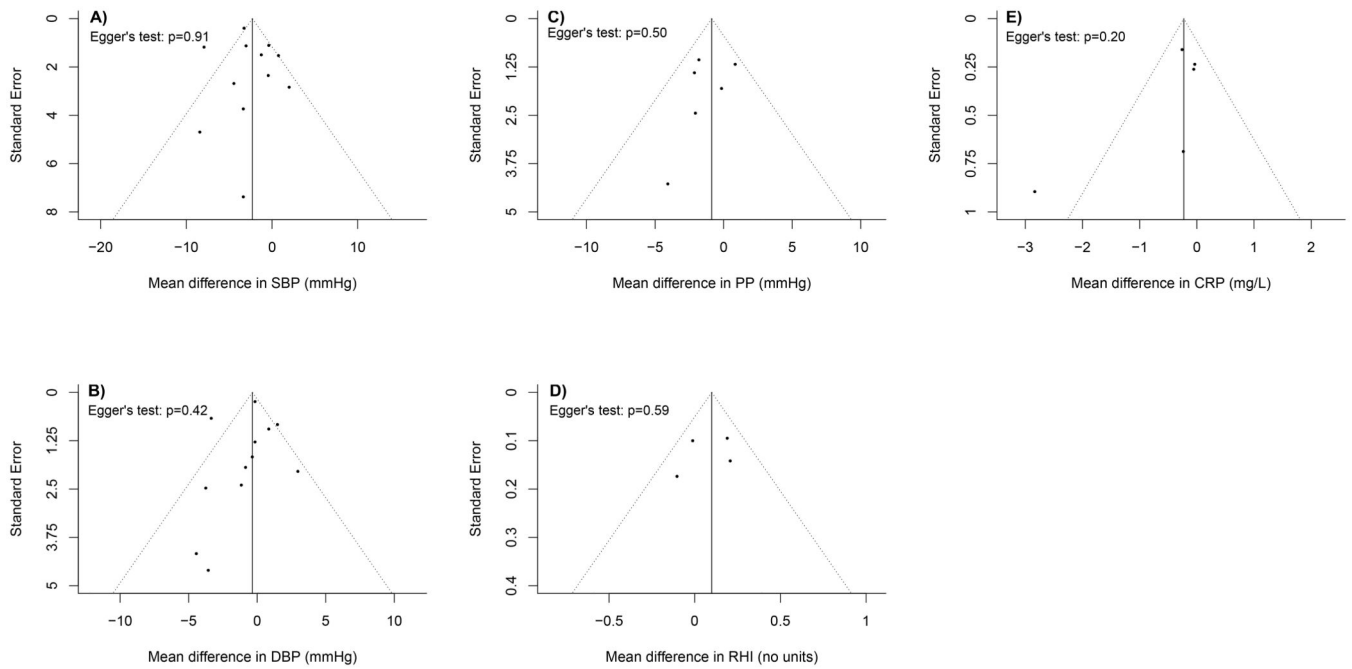 A)
Egger's test: p=0.91
Standard Error
0
2
4
6
8
−20
−10
0
10
Mean difference in SBP (mmHg)
C)
Egger's test: p=0.50
Standard Error
0
1.25
2.5
3.75
5
−10
−5
0
5
10
Mean difference in PP (mmHg)
E)
Egger's test: p=0.20
Standard Error
0
0.25
0.5
0.75
1
−3
−2
−1
0
1
2
Mean difference in CRP (mg/L)
B)
Egger's test: p=0.42
Standard Error
0
1.25
2.5
3.75
5
−10
−5
0
5
10
Mean difference in DBP (mmHg)
D)
Egger's test: p=0.59
Standard Error
0
0.1
0.2
0.3
0.4
−0.5
0
0.5
1
Mean difference in RHI (no units)